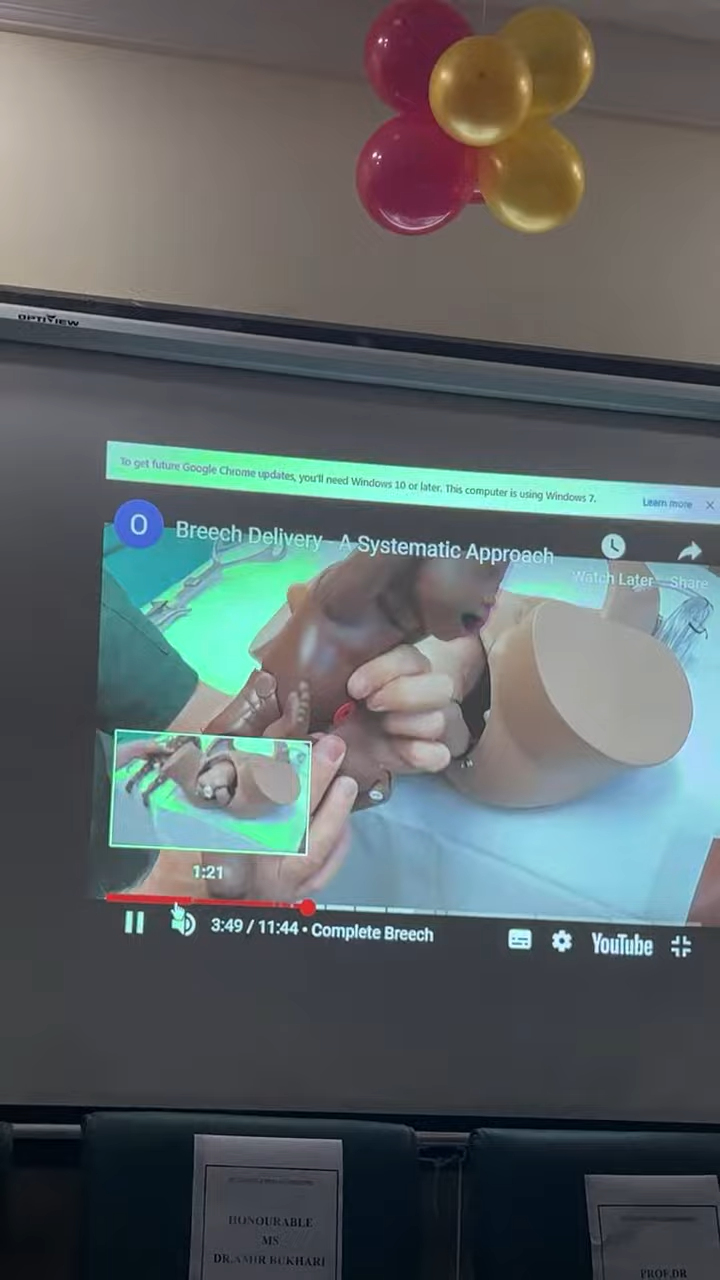 OPTIVIEW
To get future Google Chrome updates, you'll need Windows 10 or later. This computer is using Windows 7.
Learn more
O
Breech Delivery - A Systematic Approach
Watch Later
Share
1:21
3:49 / 11:44 • Complete Breech
YouTube
HONOURABLE
MS
DR.AMIR BUKHARI
PROF.DR